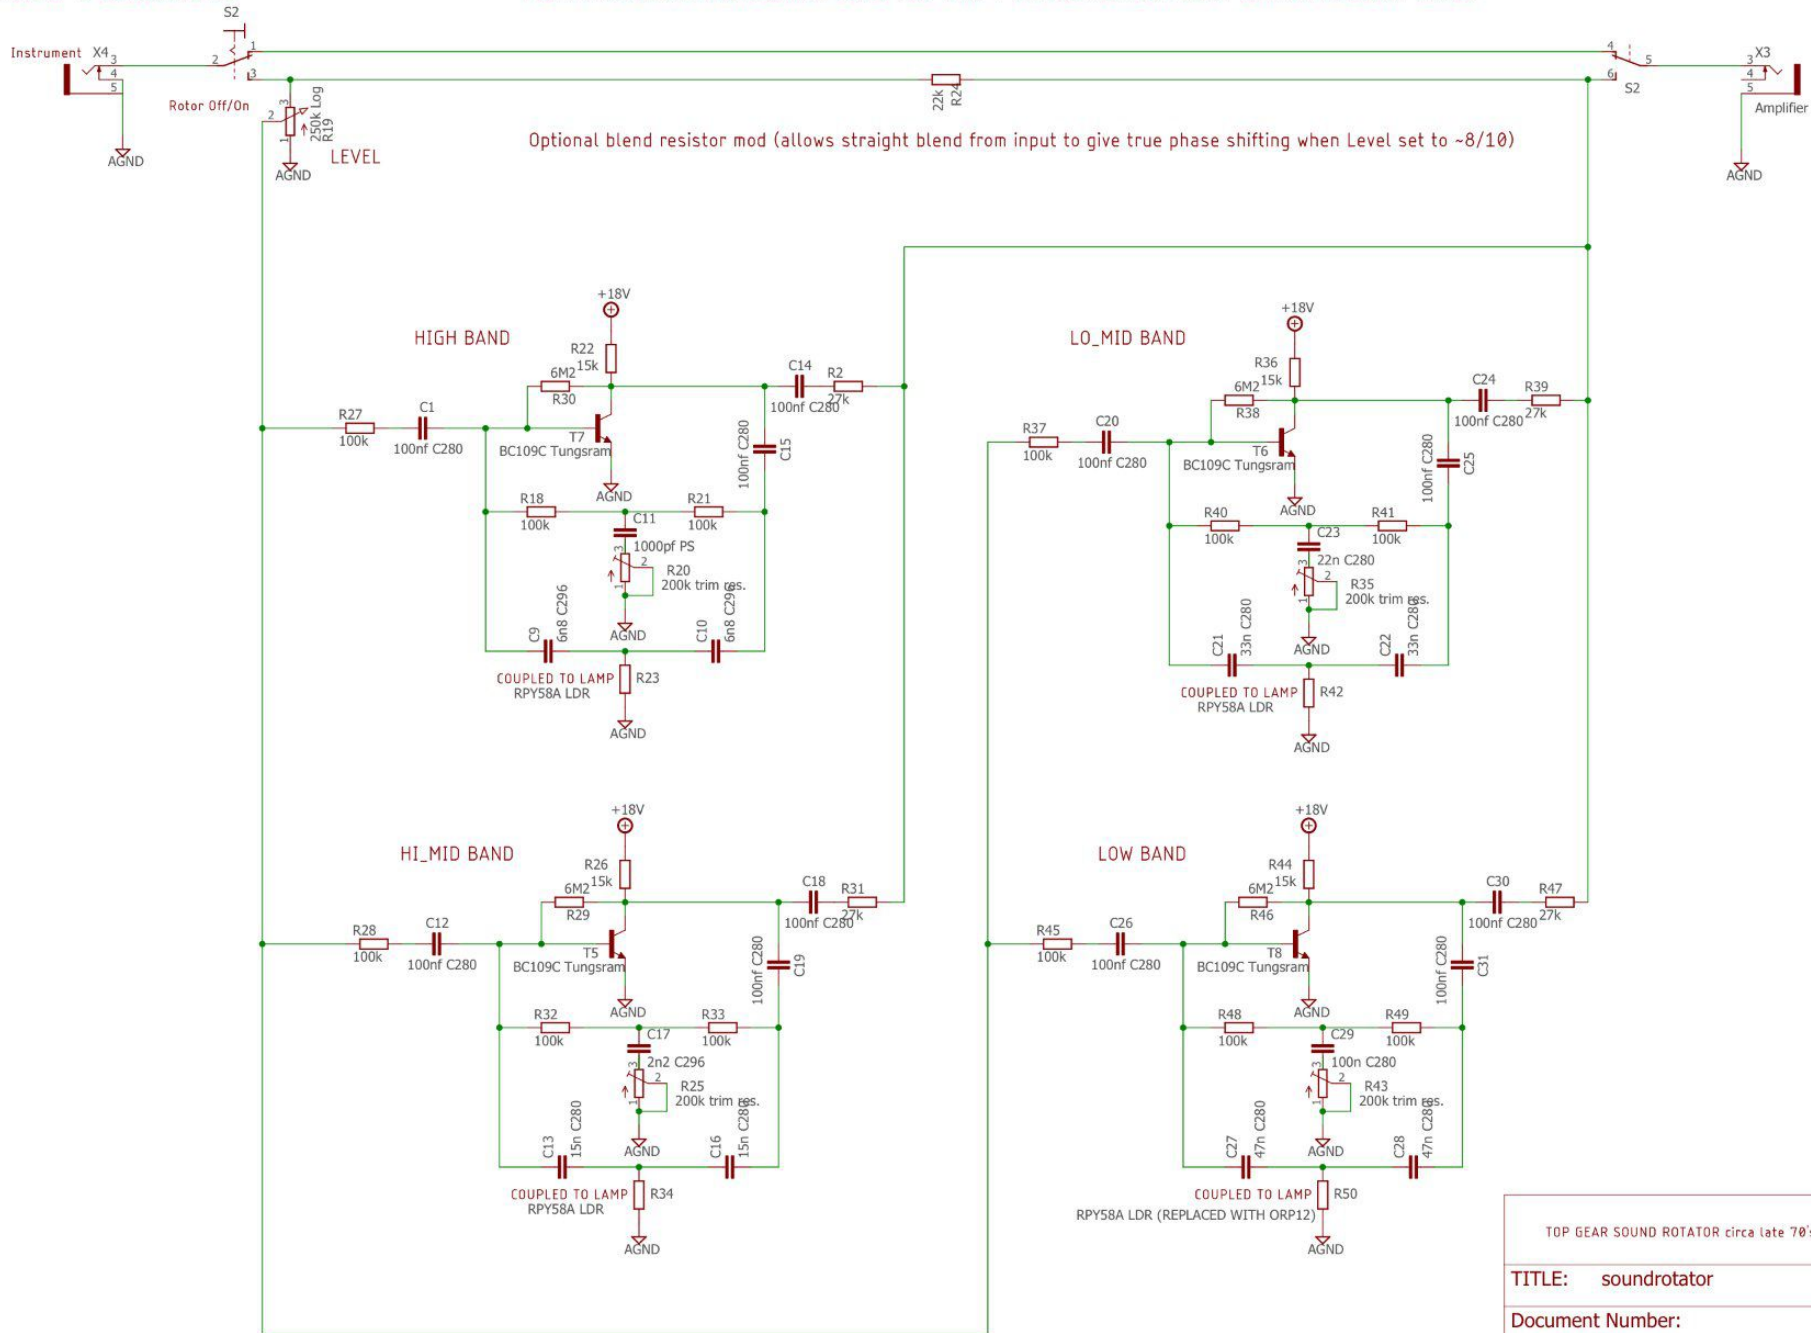 S2
Instrument X4
3
4
5
2
1
3
Rotor Off/On
3
2
1
250k Log
R19
LEVEL
AGND
AGND
22k
R24
4
5
6
S2
X3
3
4
5
Amplifier
AGND
Optional blend resistor mod (allows straight blend from input to give true phase shifting when Level set to ~8/10)
HIGH BAND
+18V
R22
15k
6M2
R30
C14
100nf C280
R2
27k
R27
100k
C1
100nf C280
T7
BC109C Tungsram
AGND
100nf C280
C15
R18
100k
R21
100k
C11
1000pf PS
3
2
1
R20
200k trim res.
AGND
C9
6n8 C296
C10
6n8 C296
COUPLED TO LAMP
RPY58A LDR
R23
AGND
LO_MID BAND
+18V
R36
15k
6M2
R38
C24
100nf C280
R39
27k
R37
100k
C20
100nf C280
T6
BC109C Tungsram
AGND
100nf C280
C25
R40
100k
R41
100k
C23
22n C280
3
2
1
R35
200k trim res.
AGND
C21
33n C280
C22
33n C280
COUPLED TO LAMP
RPY58A LDR
R42
AGND
HI_MID BAND
+18V
R26
15k
6M2
R29
C18
100nf C280
R31
27k
R28
100k
C12
100nf C280
T5
BC109C Tungsram
AGND
100nf C280
C19
R32
100k
R33
100k
C17
2n2 C296
3
2
1
R25
200k trim res.
AGND
C13
15n C280
C16
15n C280
COUPLED TO LAMP
RPY58A LDR
R34
AGND
LOW BAND
+18V
R44
15k
6M2
R46
C30
100nf C280
R47
27k
R45
100k
C26
100nf C280
T8
BC109C Tungsram
AGND
100nf C280
C31
R48
100k
R49
100k
C29
100n C280
3
2
1
R43
200k trim res.
AGND
C27
47n C280
C28
47n C280
COUPLED TO LAMP
RPY58A LDR (REPLACED WITH ORP12)
R50
AGND
TOP GEAR SOUND ROTATOR circa late 70's
TITLE: soundrotator
Document Number: